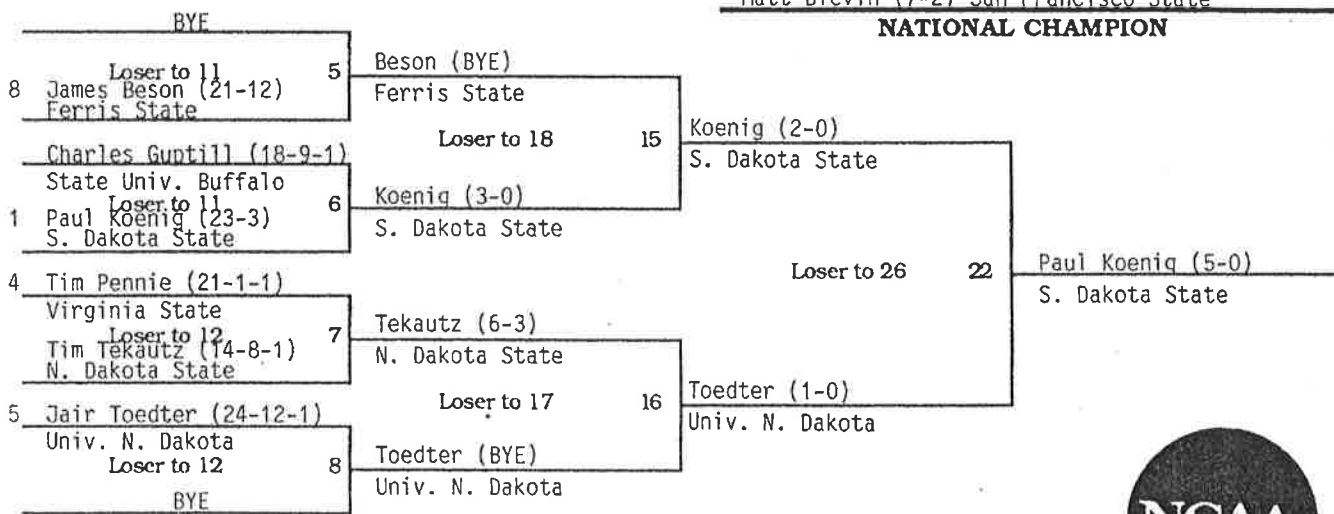 Matt Brevin (7-2) San Francisco State
NATIONAL CHAMPION
BYE
Loser to 11 5
8 James Beson (21-12)
Ferris State
Beson (BYE)
Ferris State
Charles Guptill (18-9-1)
State Univ. Buffalo
Loser to 11 6
1 Paul Koenig (23-3)
S. Dakota State
Koenig (3-0)
S. Dakota State
Loser to 18 15
Koenig (2-0)
S. Dakota State
4 Tim Pennie (21-1-1)
Virginia State
Loser to 12 7
Tim Tekautz (14-8-1)
N. Dakota State
Tekautz (6-3)
N. Dakota State
5 Jair Toedter (24-12-1)
Univ. N. Dakota
Loser to 12 8
BYE
Toedter (BYE)
Univ. N. Dakota
Loser to 17 16
Toedter (1-0)
Univ. N. Dakota
Loser to 26 22
Paul Koenig (5-0)
S. Dakota State
NCAA